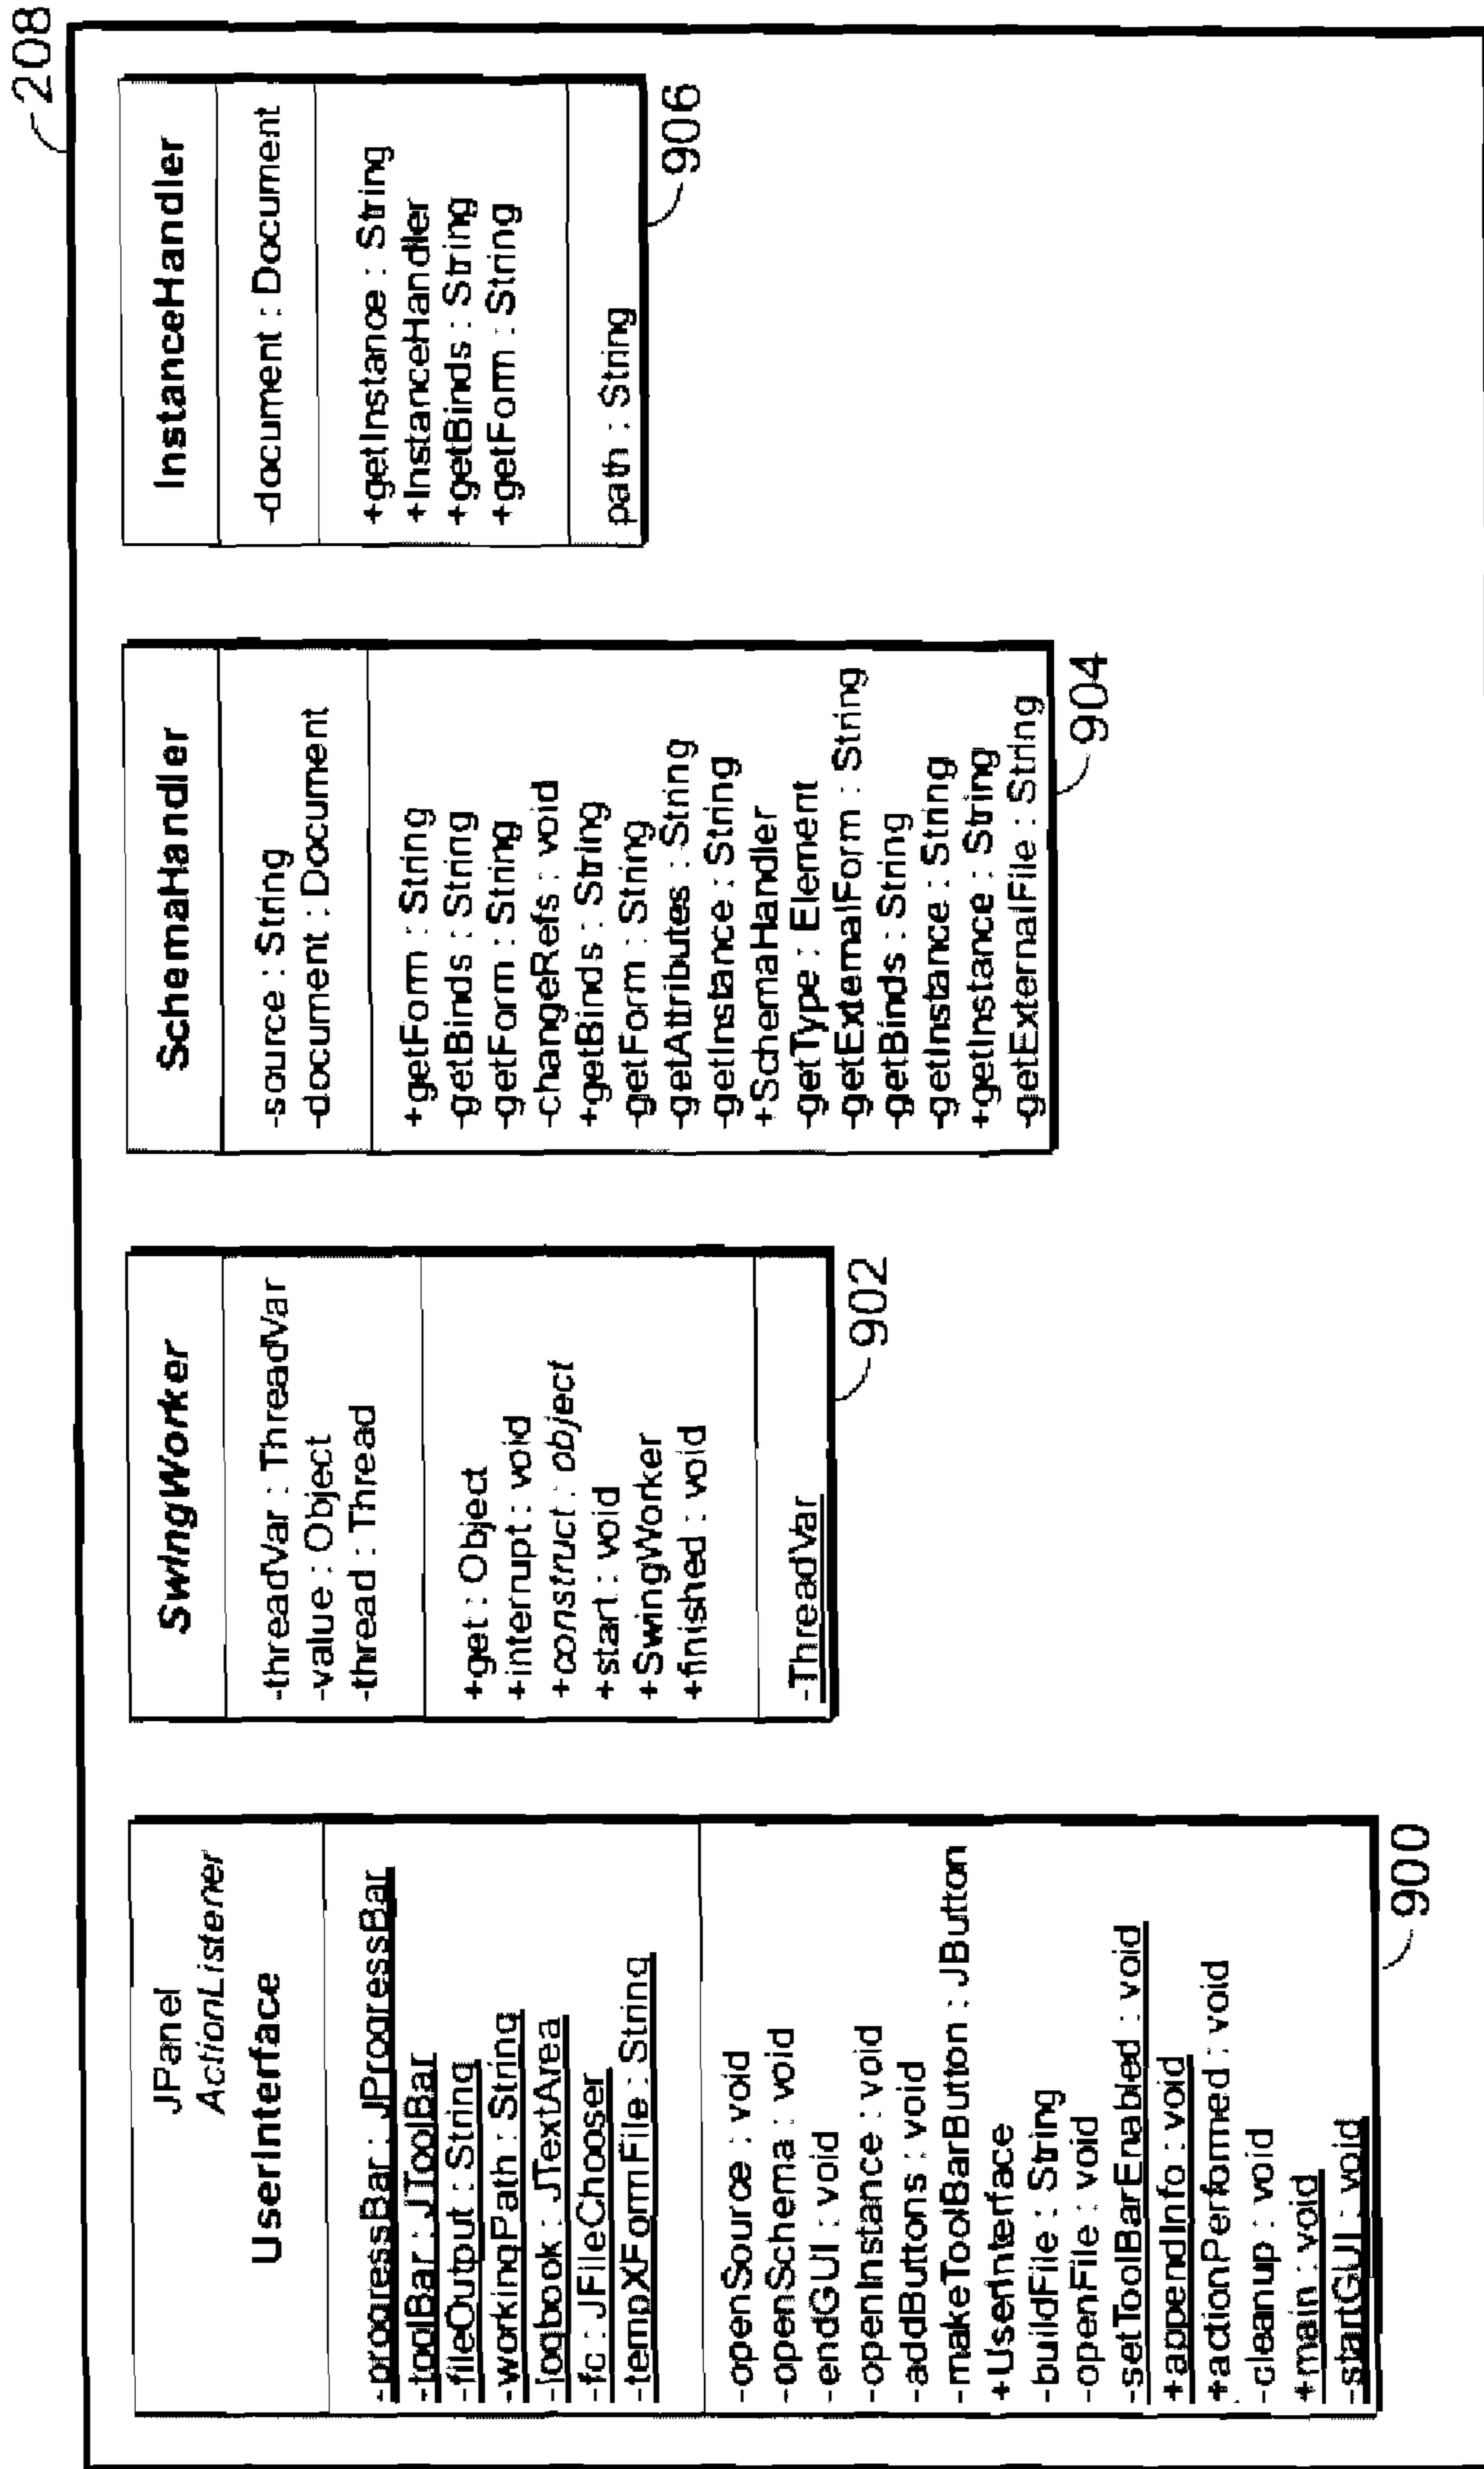 208
JPanel
ActionListener
UserInterface
-progressBar : JProgressBar
-toolBar : JToolBar
-fileOutput : String
-workingPath : String
-logbook : JTextArea
-fc : JFileChooser
-tempXFormFile : String
-openSource : void
-openSchema : void
-endGUI : void
-openInstance : void
-addButtons : void
-makeToolBarButton : JButton
+UserInterface
-buildFile : String
-openFile : void
-setToolBarEnabled : void
+appendInfo : void
+actionPerformed : void
-cleanup : void
+main : void
-startGUI : void
900
SwingWorker
-threadVar : ThreadVar
-value : Object
-thread : Thread
+get : Object
+interrupt : void
+construct : object
+start : void
+SwingWorker
+finished : void
-ThreadVar
902
SchemaHandler
-source : String
-document : Document
+getForm : String
-getBinds : String
-getForm : String
-changeRefs : void
+getBinds : String
-getForm : String
-getAttributes : String
-getInstance : String
+SchemaHandler
-getType : Element
-getExternalForm : String
-getBinds : String
-getInstance : String
+getInstance : String
-getExternalFile : String
904
InstanceHandler
-document : Document
+getInstance : String
+InstanceHandler
+getBinds : String
+getForm : String
path : String
906